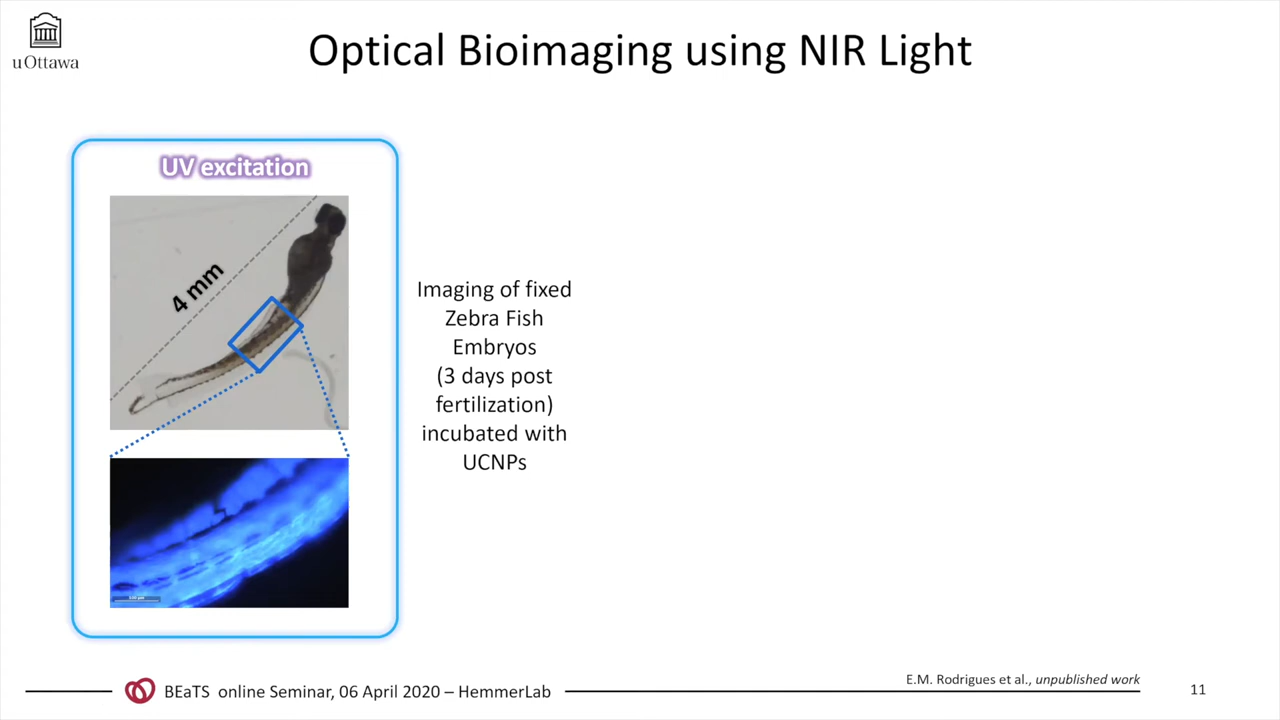 uOttawa
Optical Bioimaging using NIR Light
UV excitation
4 mm
Imaging of fixed
Zebra Fish
Embryos
(3 days post
fertilization)
incubated with
UCNPs
BEaTS online Seminar, 06 April 2020 – HemmerLab
E.M. Rodrigues et al., unpublished work
11